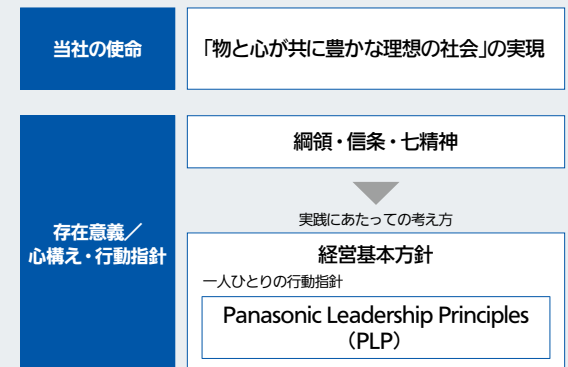 当社の使命
「物と心が共に豊かな理想の社会」の実現
存在意義／
心構え・行動指針
綱領・信条・七精神
実践にあたっての考え方
経営基本方針
一人ひとりの行動指針
Panasonic Leadership Principles
（PLP）